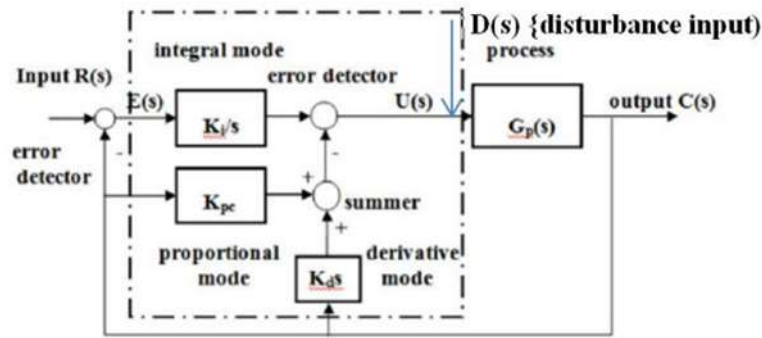 D(s) {disturbance input)
integral mode
process
Input R(s)
error detector
E(s)
U(s)
output C(s)
Ki/s
Gp(s)
-
-
error
detector
+
Kpc
summer
+
proportional
mode
derivative
mode
Kds